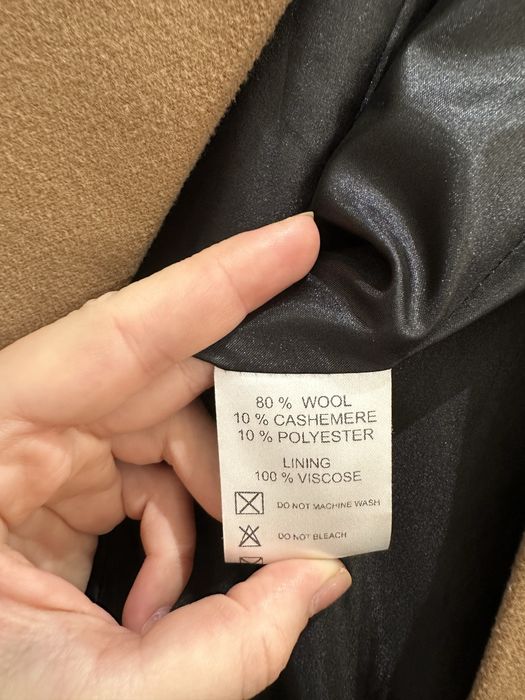 80 % WOOL
10 % CASHEMERE
10 % POLYESTER
LINING
100 % VISCOSE
DO NOT MACHINE WASH
DO NOT BLEACH